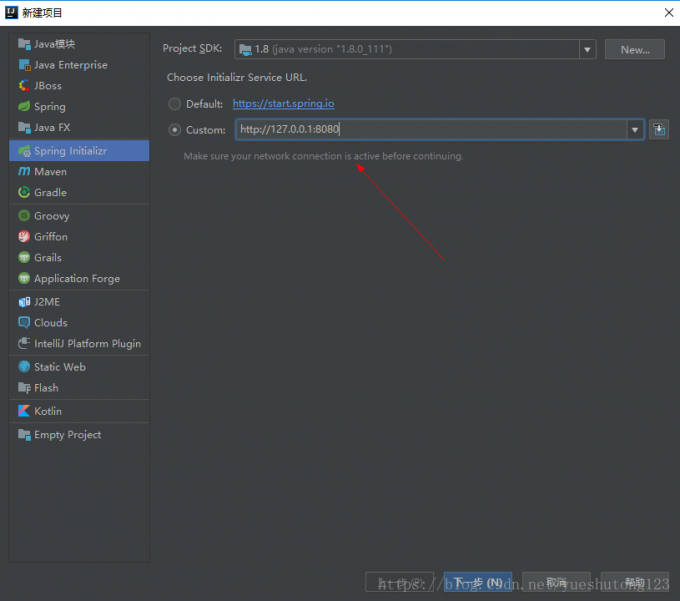 新建项目
Java模块
Java Enterprise
JBoss
Spring
Java FX
Spring Initializr
Maven
Gradle
Groovy
Griffon
Grails
Application Forge
J2ME
Clouds
IntelliJ Platform Plugin
Static Web
Flash
Kotlin
Empty Project
Project SDK: 1.8 (java version "1.8.0_111") New...
Choose Initializr Service URL.
Default: https://start.spring.io
Custom: http://127.0.0.1:8080
Make sure your network connection is active before continuing.
上一步 (P) 下一步 (N) 取消 帮助
https://blog.csdn.net/yueshutong123